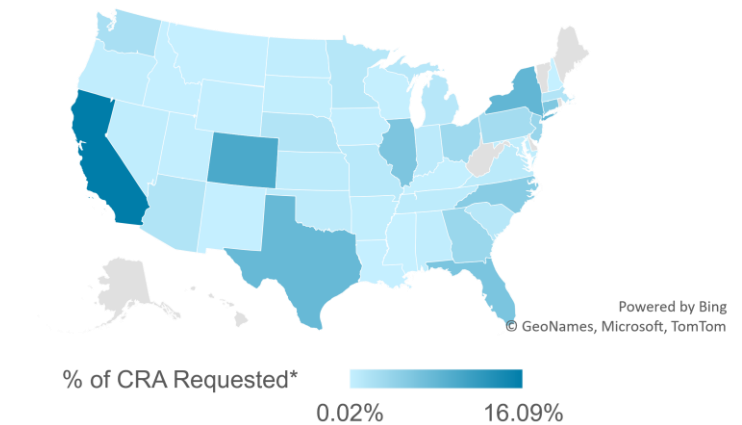 Powered by Bing
© GeoNames, Microsoft, TomTom
% of CRA Requested*
0.02% 16.09%